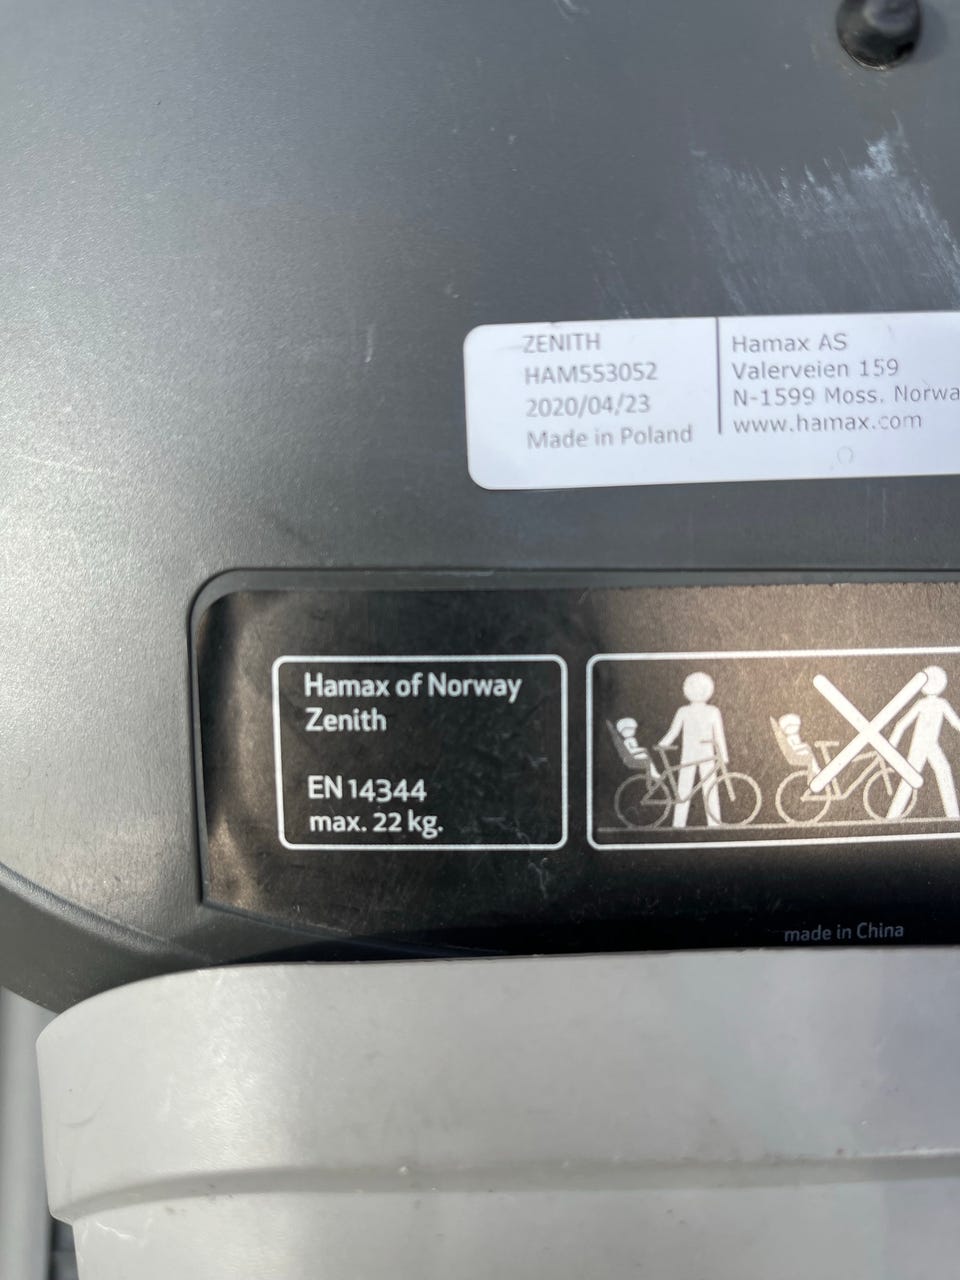 ZENITH
HAM553052
2020/04/23
Made in Poland
Hamax AS
Valerveien 159
N-1599 Moss, Norwa
www.hamax.com
Hamax of Norway
Zenith
EN 14344
max. 22 kg.
made in China